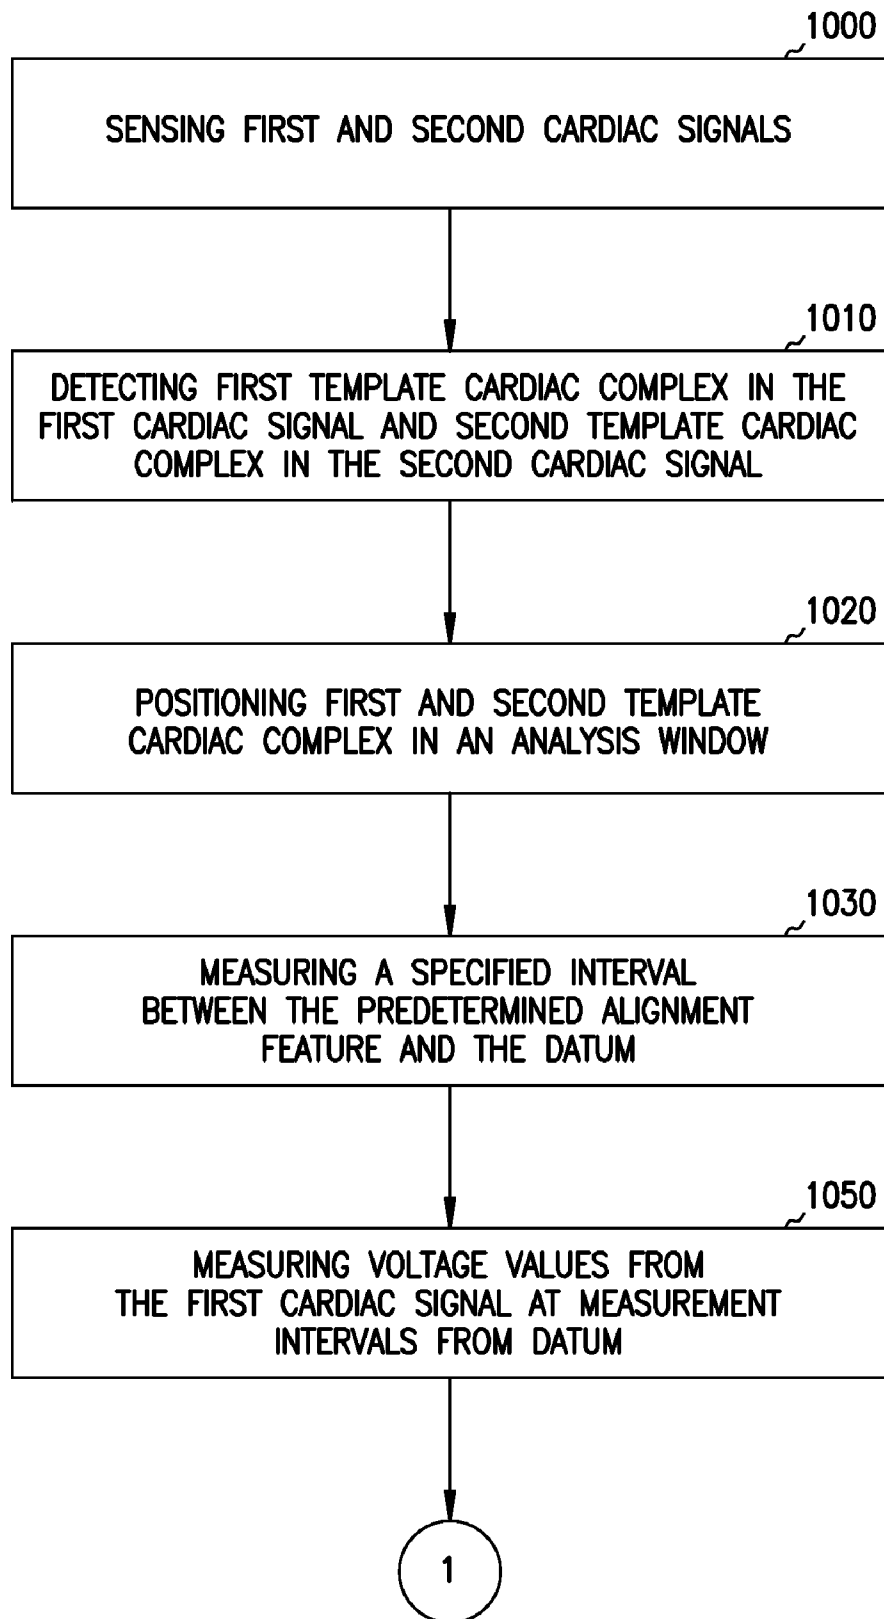 1000
SENSING FIRST AND SECOND CARDIAC SIGNALS
1010
DETECTING FIRST TEMPLATE CARDIAC COMPLEX IN THE
FIRST CARDIAC SIGNAL AND SECOND TEMPLATE CARDIAC
COMPLEX IN THE SECOND CARDIAC SIGNAL
1020
POSITIONING FIRST AND SECOND TEMPLATE
CARDIAC COMPLEX IN AN ANALYSIS WINDOW
1030
MEASURING A SPECIFIED INTERVAL
BETWEEN THE PREDETERMINED ALIGNMENT
FEATURE AND THE DATUM
1050
MEASURING VOLTAGE VALUES FROM
THE FIRST CARDIAC SIGNAL AT MEASUREMENT
INTERVALS FROM DATUM
1